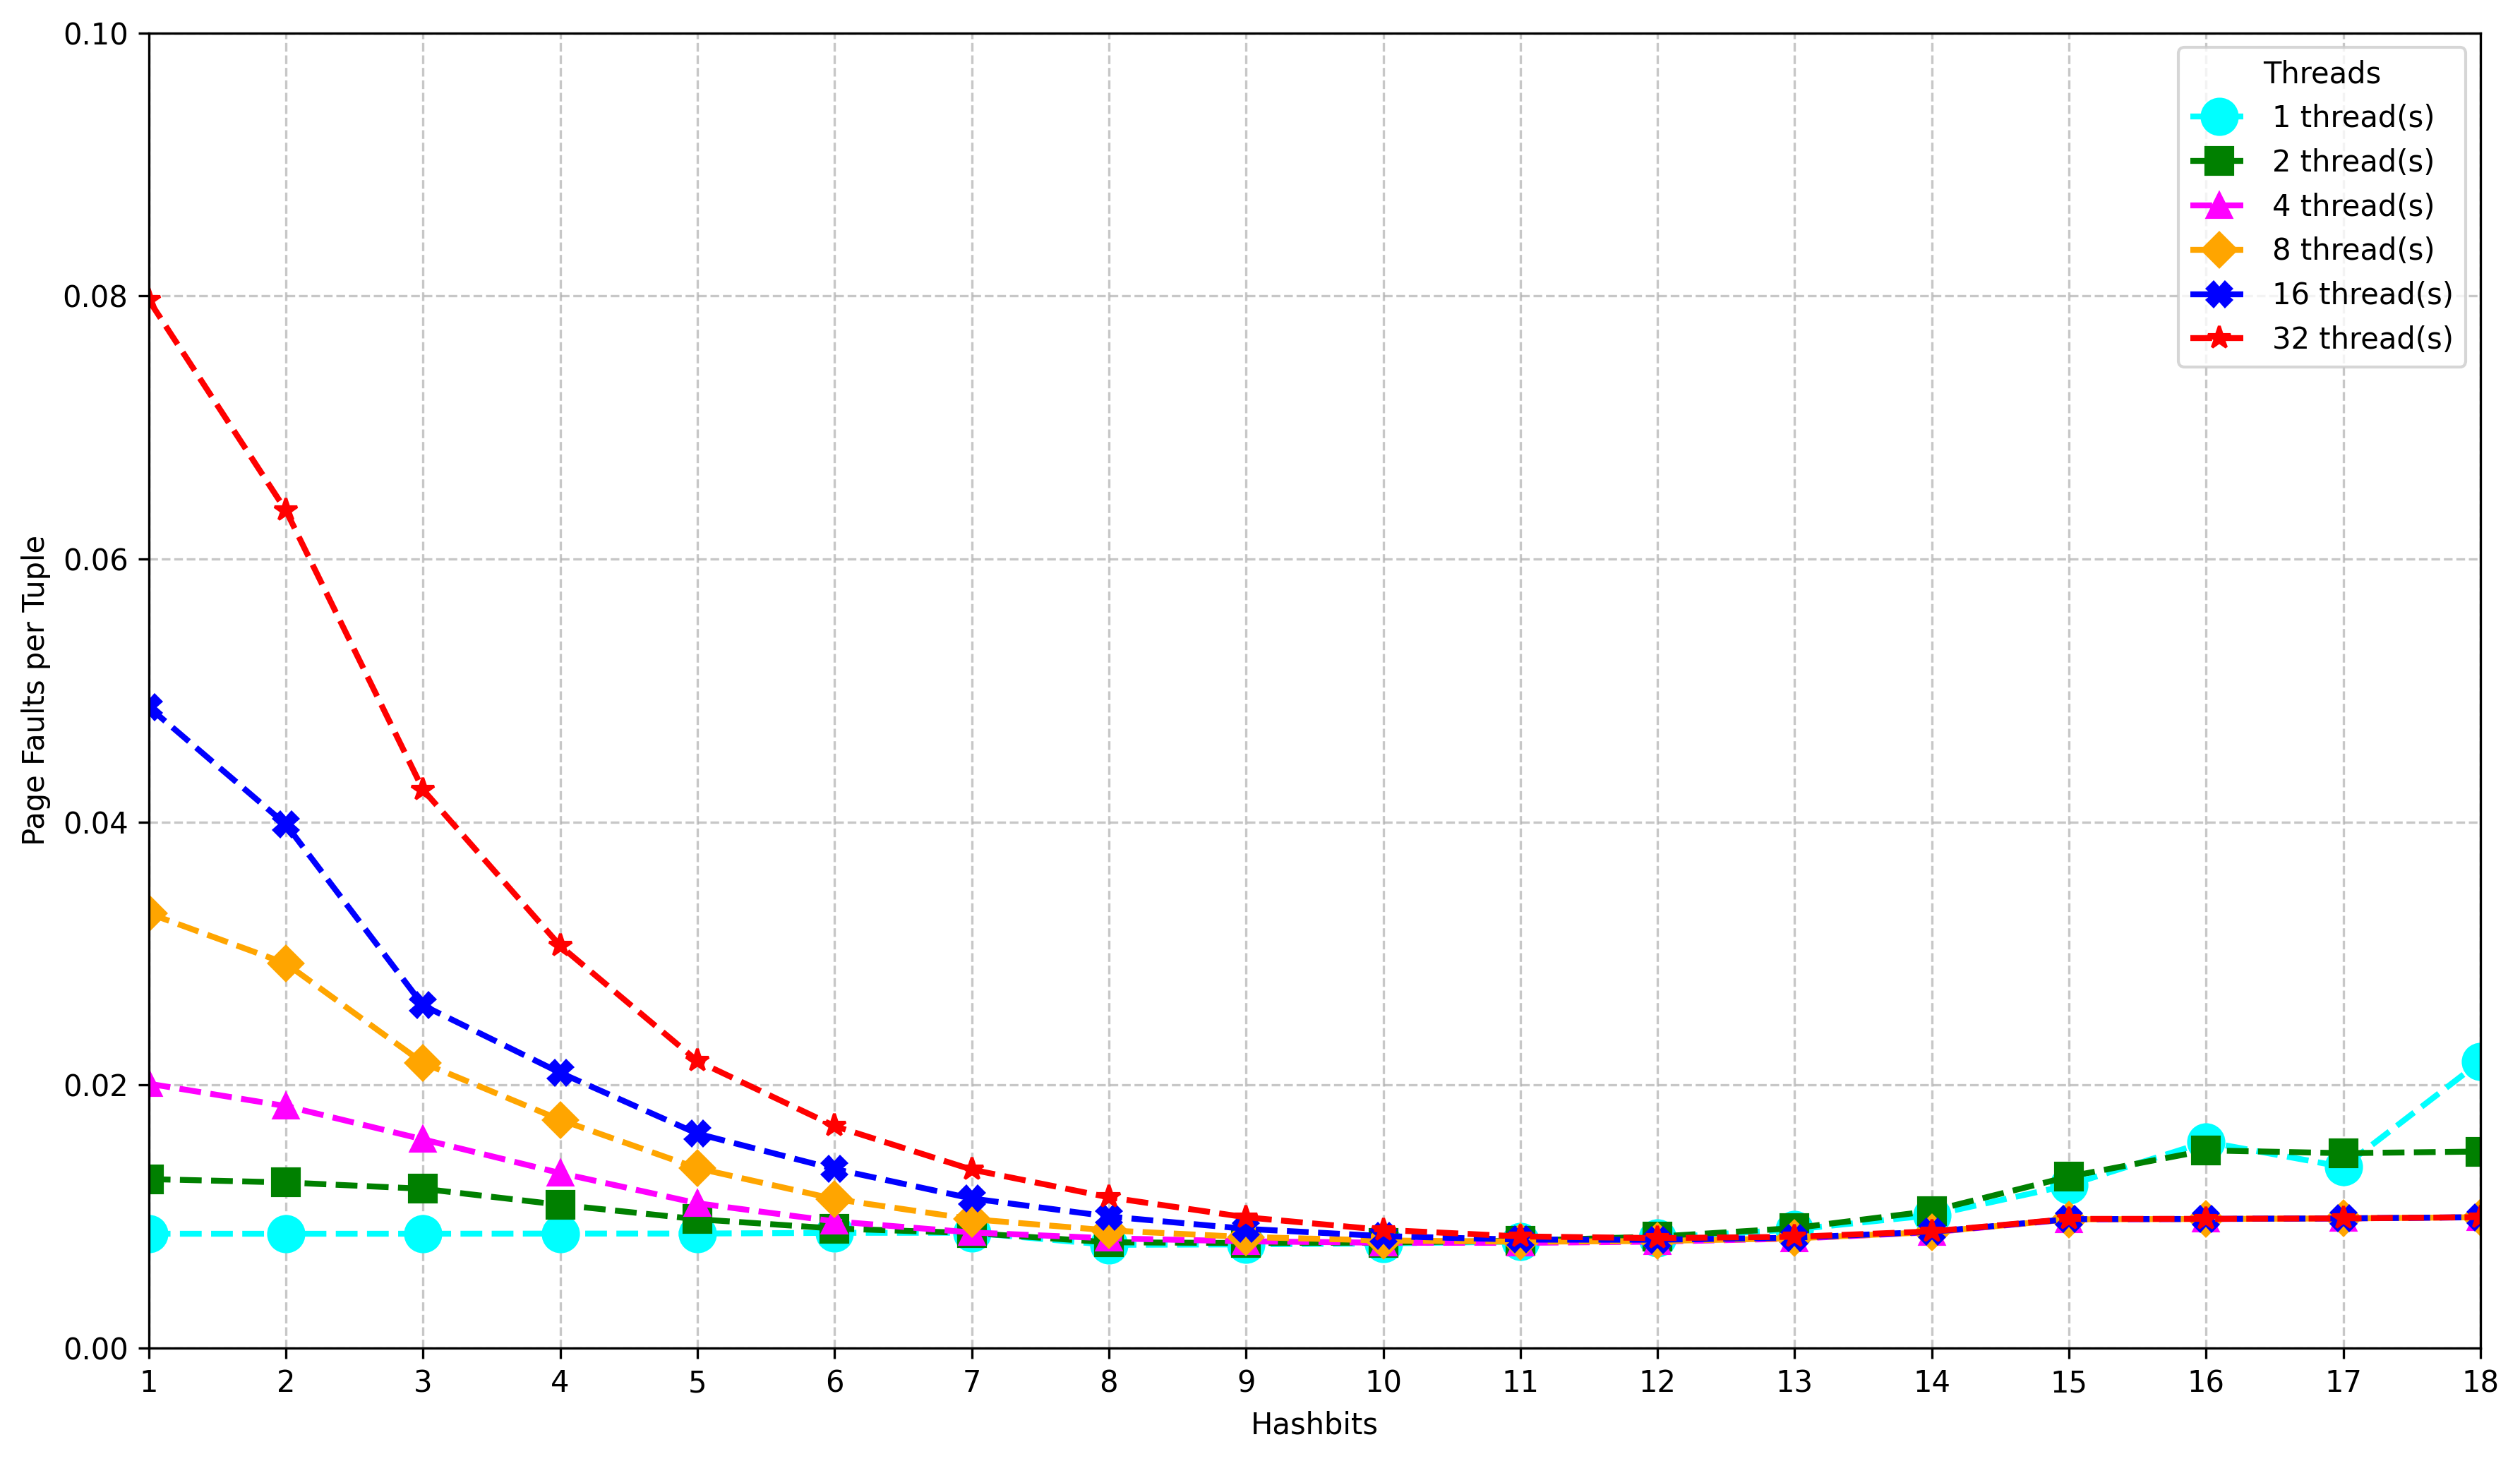 Threads
1 thread(s)
2 thread(s)
4 thread(s)
8 thread(s)
16 thread(s)
32 thread(s)
Page Faults per Tuple
0.10
0.08
0.06
0.04
0.02
0.00
1 2 3 4 5 6 7 8 9 10 11 12 13 14 15 16 17 18
Hashbits